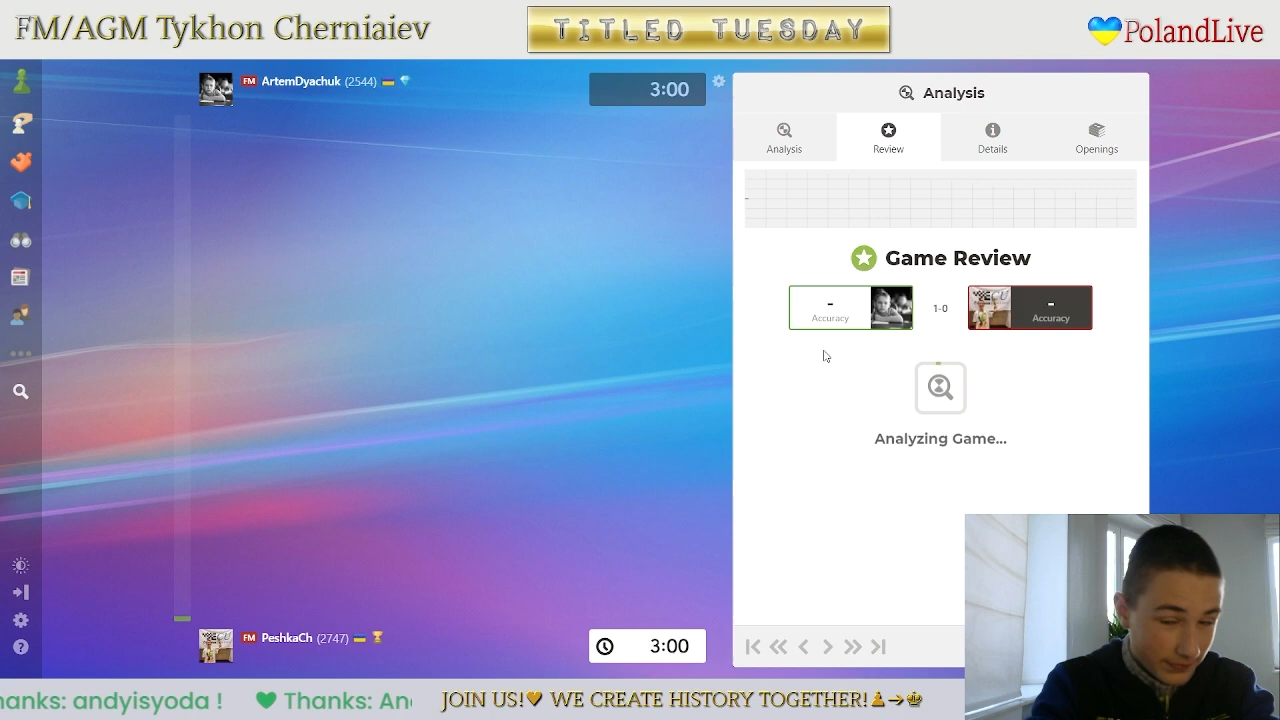 FM/AGM Tykhon Cherniaiev
TITLED TUESDAY
PolandLive
FM ArtemDyachuk (2544)
3:00
Analysis
Analysis
Review
Details
Openings
Game Review
- Accuracy
1-0
- Accuracy
Analyzing Game...
FM PeshkaCh (2747)
3:00
hanks: andyisyoda !
Thanks: An
JOIN US! WE CREATE HISTORY TOGETHER!